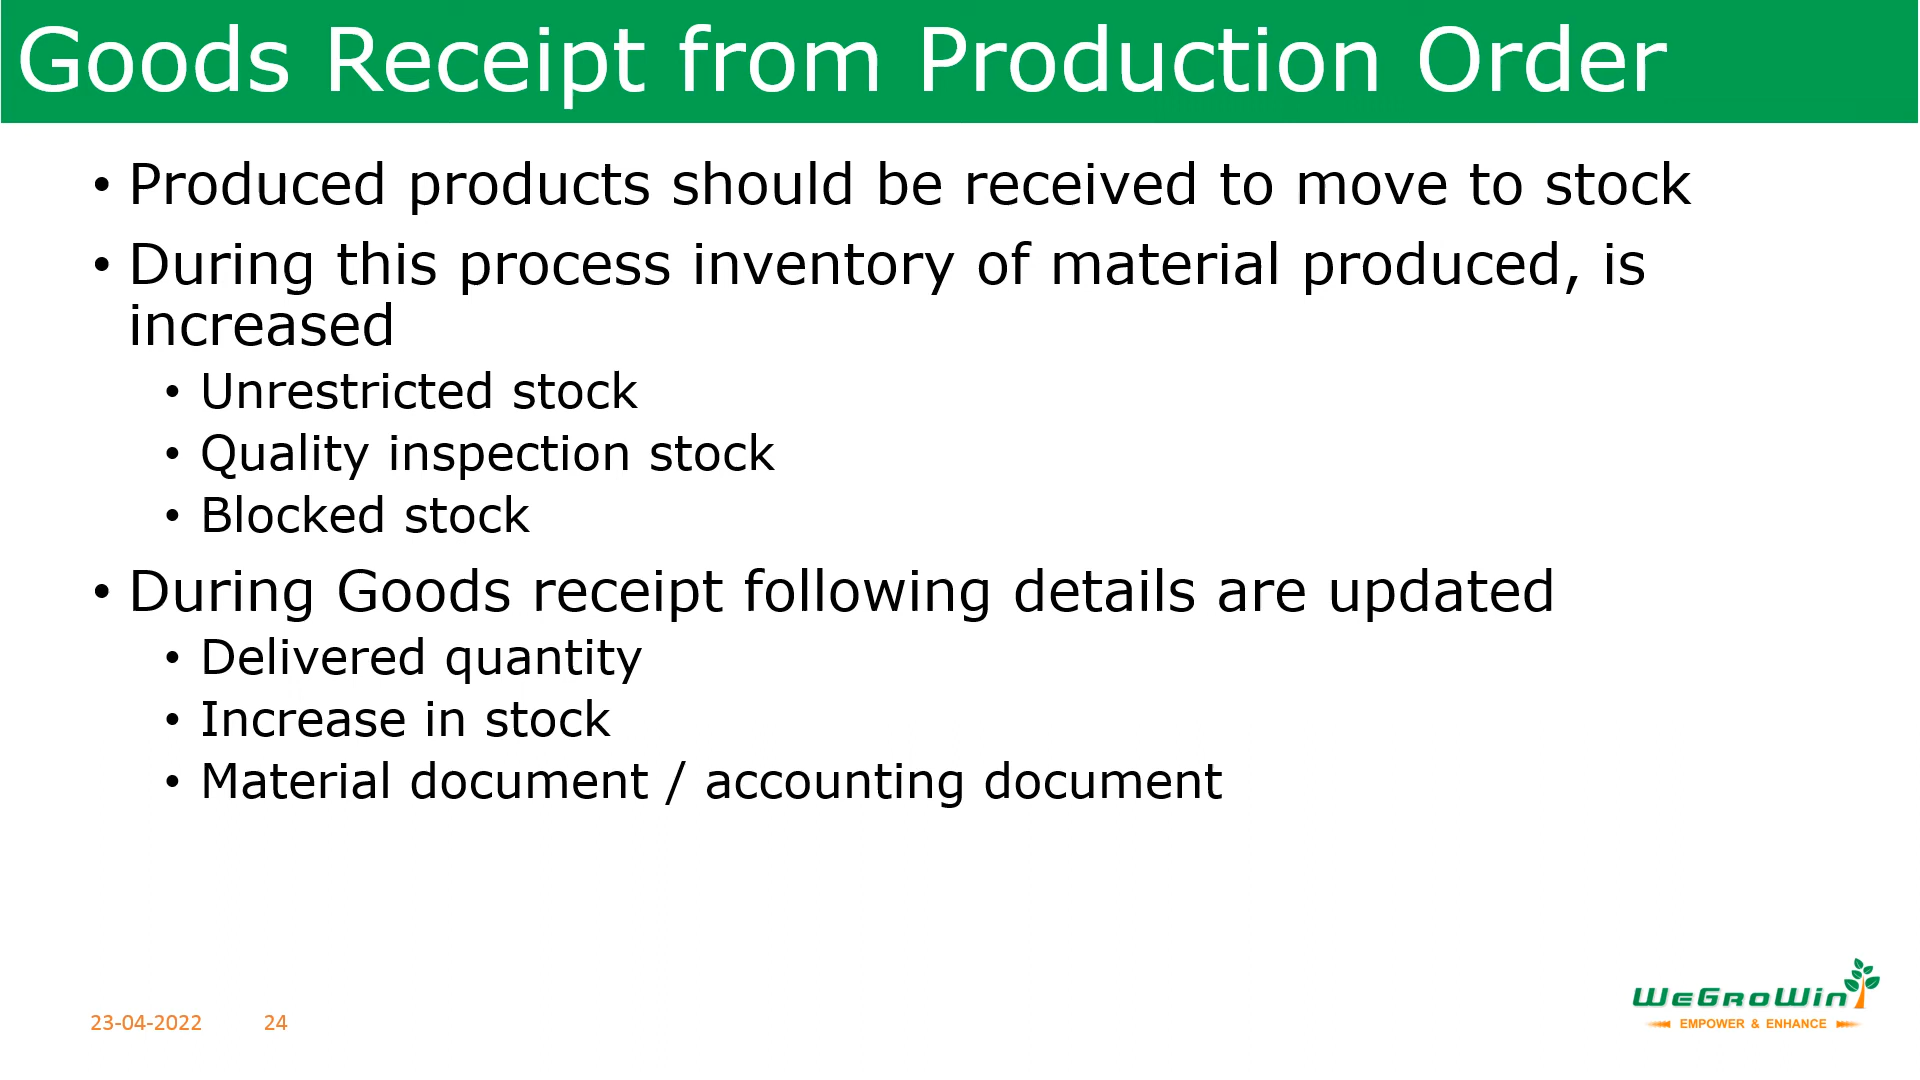 Goods Receipt from Production Order
• Produced products should be received to move to stock
• During this process inventory of material produced, is
increased
• Unrestricted stock
• Quality inspection stock
• Blocked stock
• During Goods receipt following details are updated
• Delivered quantity
• Increase in stock
• Material document / accounting document
23-04-2022 24
WeGroWin
EMPOWER & ENHANCE